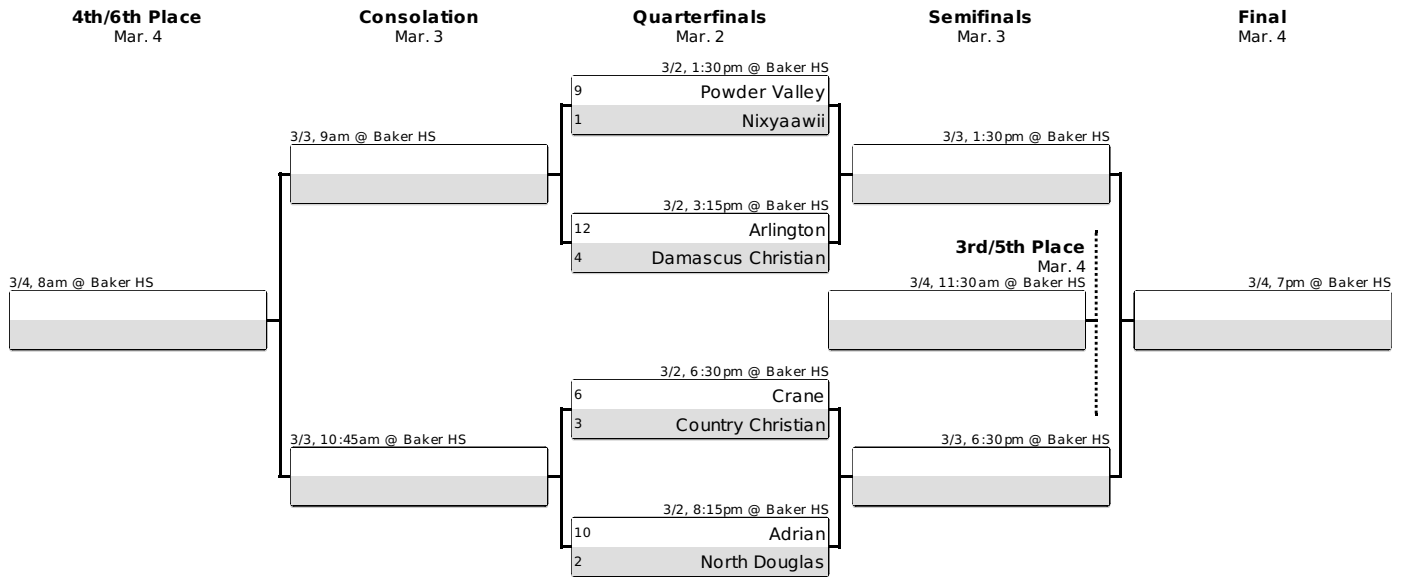 4th/6th Place
Mar. 4
Consolation
Mar. 3
Quarterfinals
Mar. 2
Semifinals
Mar. 3
Final
Mar. 4
3/2, 1:30pm @ Baker HS
9 Powder Valley
1 Nixyaawii
3/3, 9am @ Baker HS
3/3, 1:30pm @ Baker HS
3/2, 3:15pm @ Baker HS
12 Arlington
4 Damascus Christian
3rd/5th Place
Mar. 4
3/4, 8am @ Baker HS
3/4, 11:30am @ Baker HS
3/4, 7pm @ Baker HS
3/2, 6:30pm @ Baker HS
6 Crane
3 Country Christian
3/3, 10:45am @ Baker HS
3/3, 6:30pm @ Baker HS
3/2, 8:15pm @ Baker HS
10 Adrian
2 North Douglas